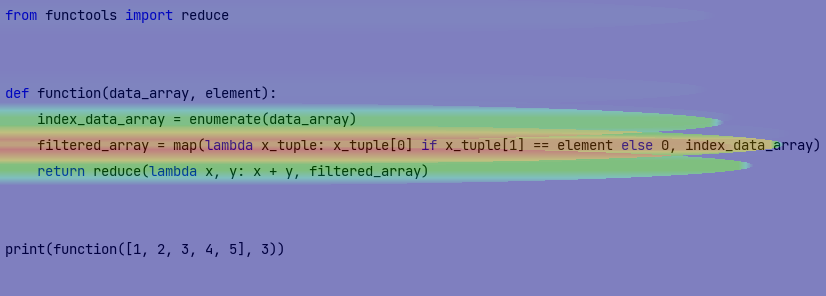 from functools import reduce
def function(data_array, element):
    index_data_array = enumerate(data_array)
    filtered_array = map(lambda x_tuple: x_tuple[0] if x_tuple[1] == element else 0, index_data_array)
    return reduce(lambda x, y: x + y, filtered_array)
print(function([1, 2, 3, 4, 5], 3))